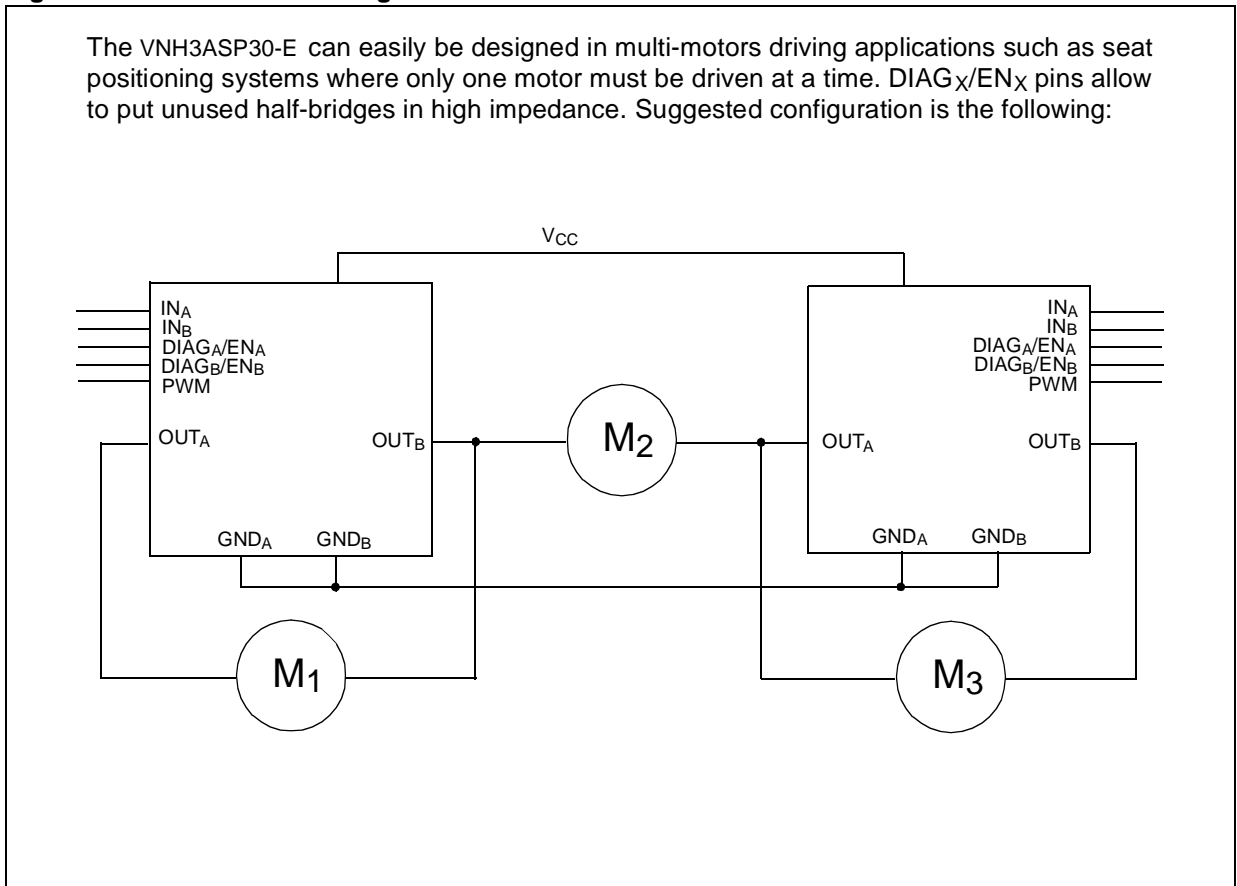 The VNH3ASP30-E can easily be designed in multi-motors driving applications such as seat
positioning systems where only one motor must be driven at a time. DIAGX/ENX pins allow
to put unused half-bridges in high impedance. Suggested configuration is the following:
VCC
INA
INB
DIAGA/ENA
DIAGB/ENB
PWM
OUTA
OUTB
GNDA
GNDB
M2
INA
INB
DIAGA/ENA
DIAGB/ENB
PWM
OUTA
OUTB
GNDA
GNDB
M1
M3